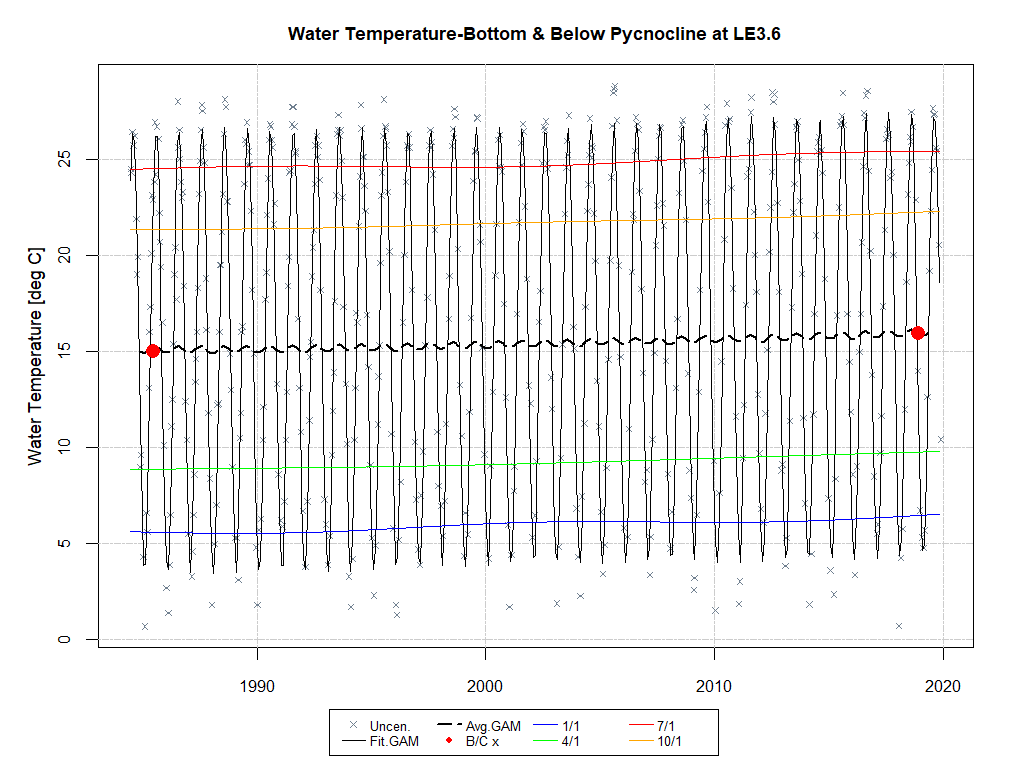 Water Temperature-Bottom & Below Pycnocline at LE3.6
Water Temperature [deg C]
25
20
15
10
5
0
1990 2000 2010 2020
Uncen. Avg.GAM 1/1 7/1
Fit.GAM B/C x 4/1 10/1